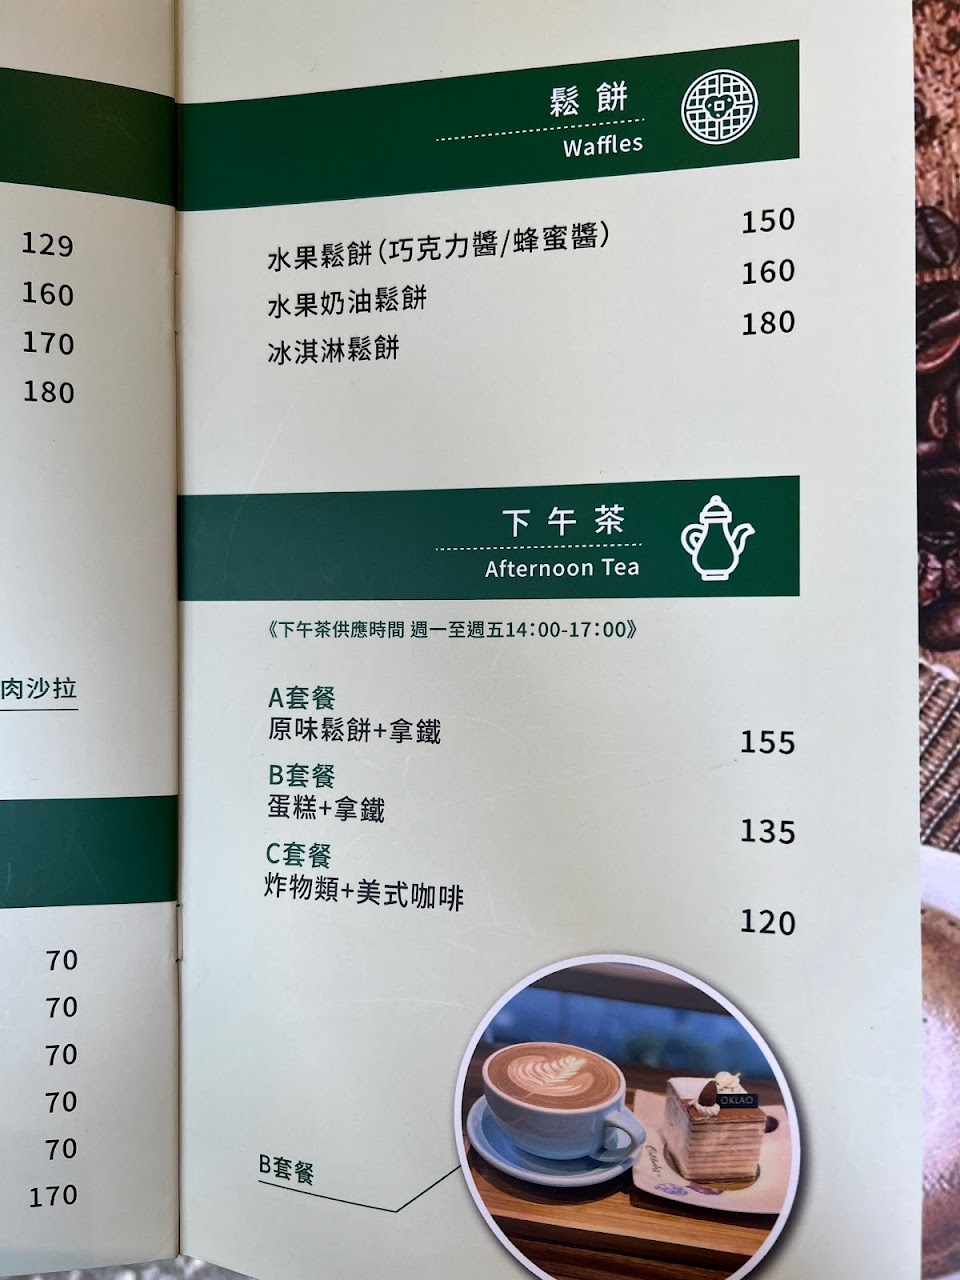 129
160
170
180
肉沙拉
70
70
70
70
70
170
鬆餅
Waffles
水果鬆餅(巧克力醬/蜂蜜醬) 150
水果奶油鬆餅 160
冰淇淋鬆餅 180
下午茶
Afternoon Tea
《下午茶供應時間 週一至週五14:00-17:00》
A套餐
原味鬆餅+拿鐵 155
B套餐
蛋糕+拿鐵 135
C套餐
炸物類+美式咖啡 120
OKLAO
B套餐